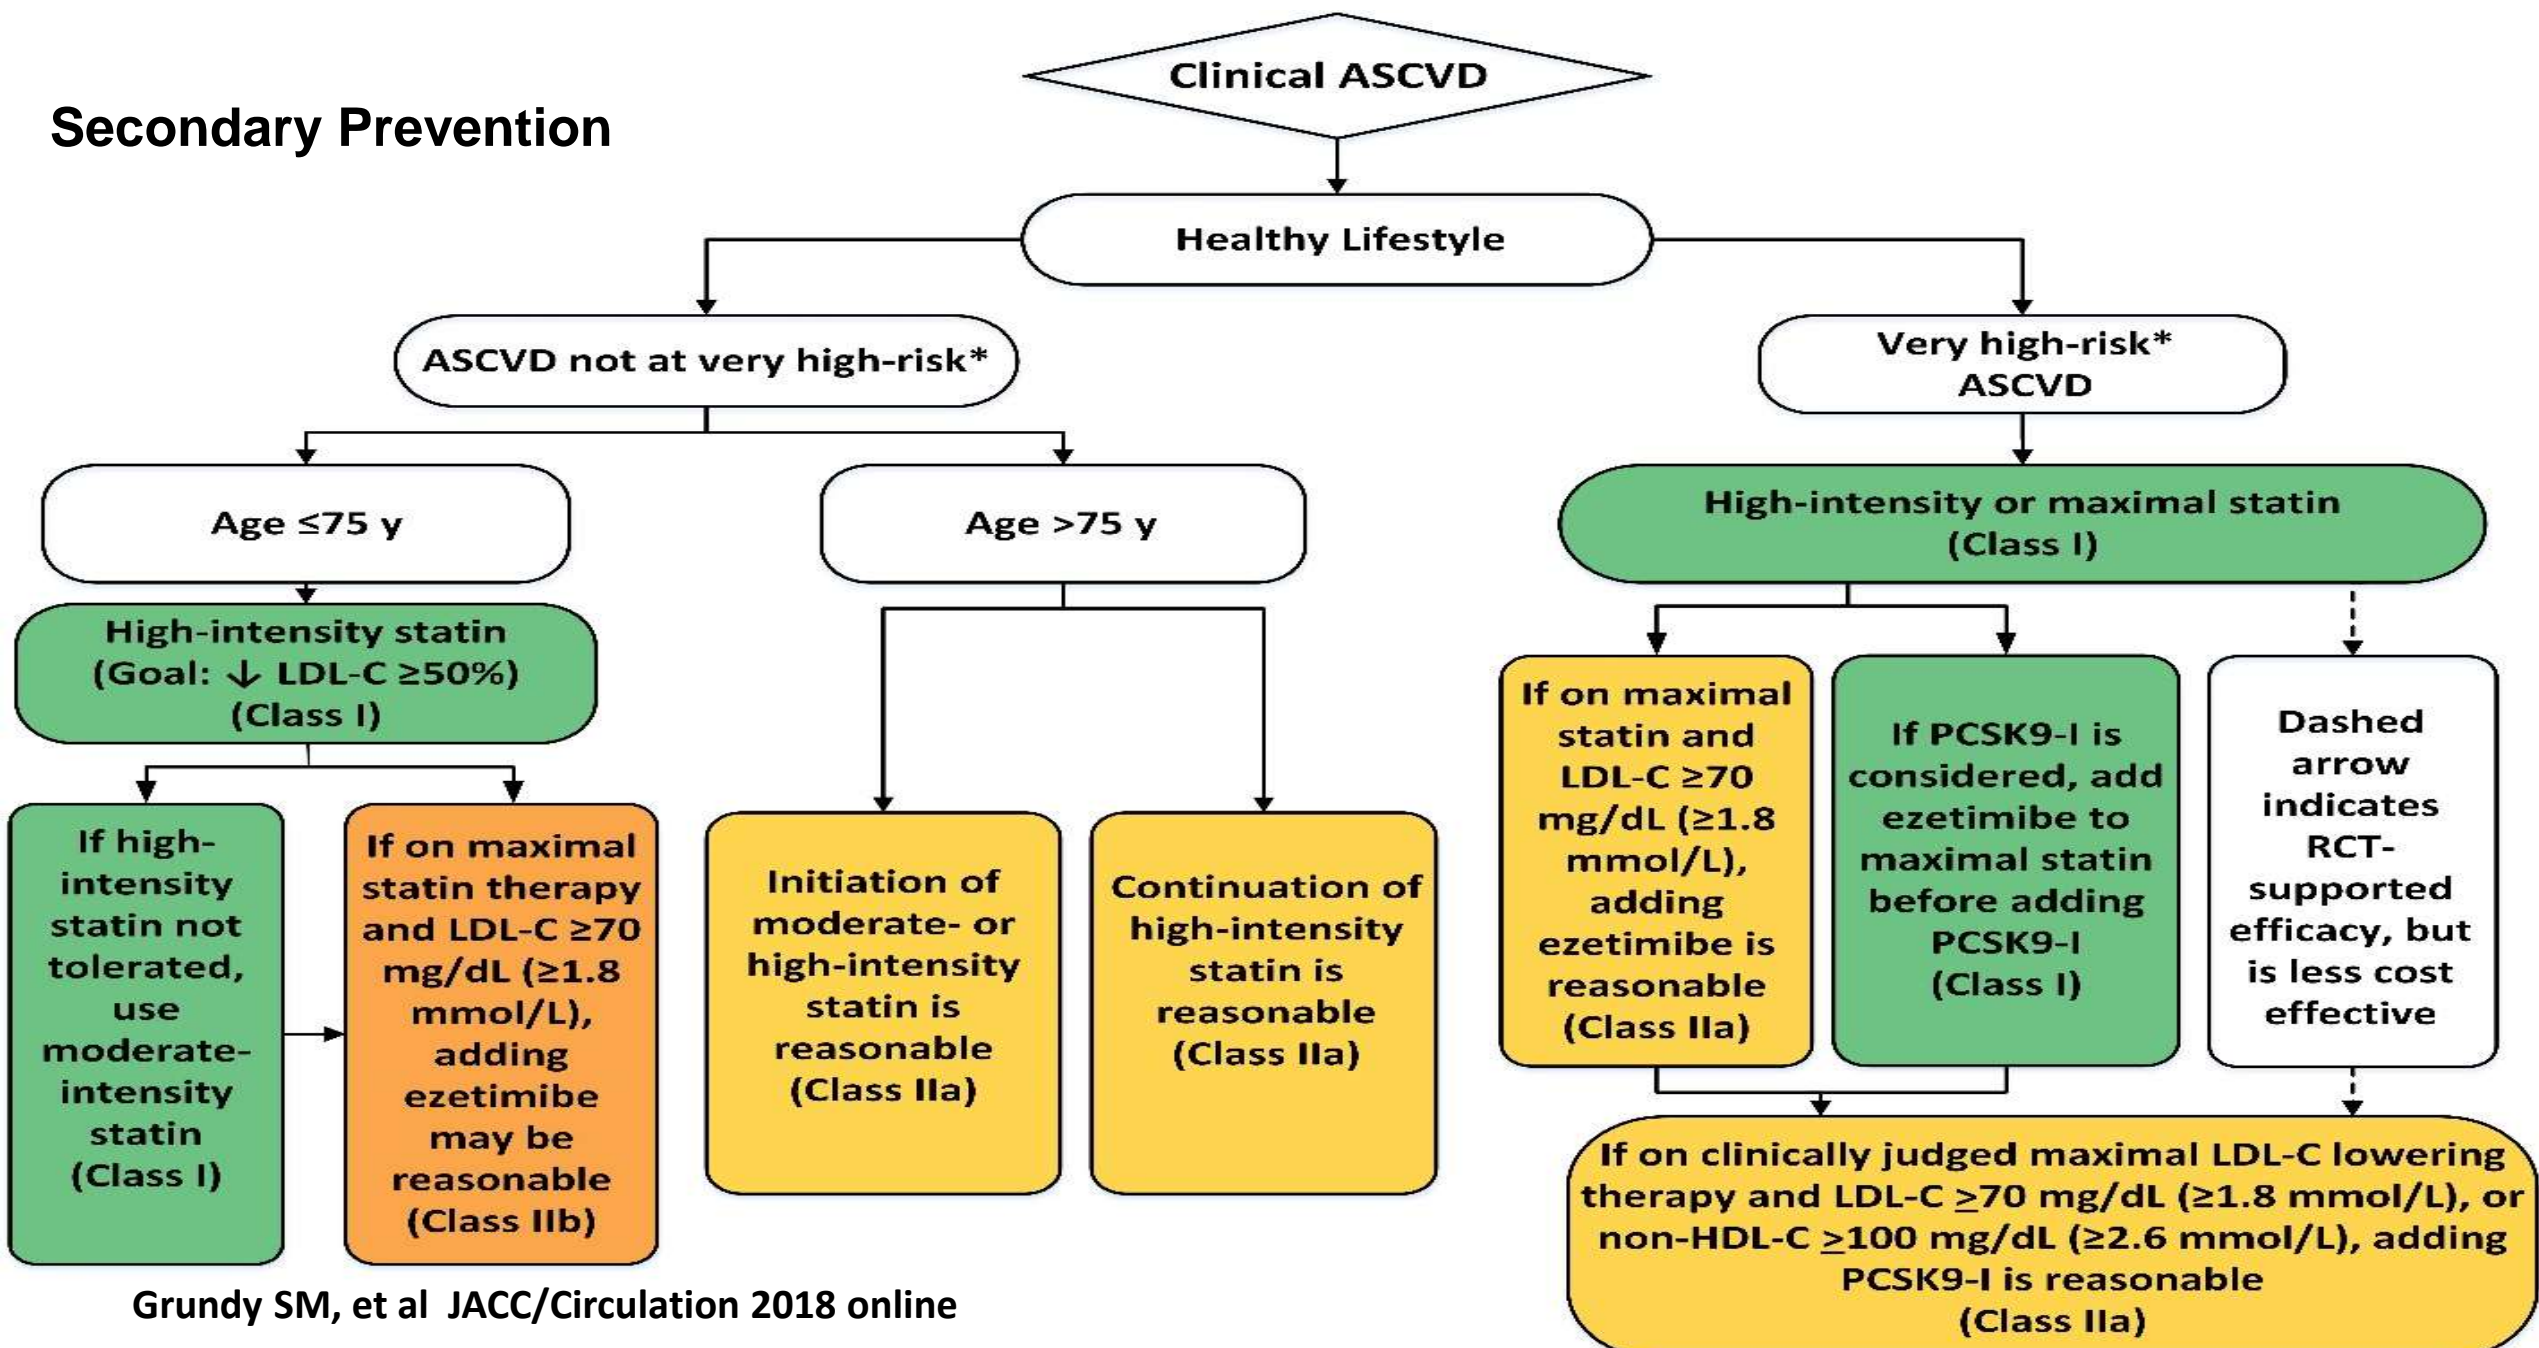 Clinical ASCVD
Secondary Prevention
Healthy Lifestyle
ASCVD not at very high-risk*
Very high-risk*
ASCVD
Age ≤75 y
Age >75 y
High-intensity or maximal statin
(Class I)
High-intensity statin
(Goal: ↓ LDL-C ≥50%)
(Class I)
If high-
intensity
statin not
tolerated,
use
moderate-
intensity
statin
(Class I)
If on maximal
statin therapy
and LDL-C ≥70
mg/dL (≥1.8
mmol/L),
adding
ezetimibe
may be
reasonable
(Class IIb)
Initiation of
moderate- or
high-intensity
statin is
reasonable
(Class IIa)
Continuation of
high-intensity
statin is
reasonable
(Class IIa)
If on maximal
statin and
LDL-C ≥70
mg/dL (≥1.8
mmol/L),
adding
ezetimibe is
reasonable
(Class IIa)
If PCSK9-I is
considered, add
ezetimibe to
maximal statin
before adding
PCSK9-I
(Class I)
Dashed
arrow
indicates
RCT-
supported
efficacy, but
is less cost
effective
If on clinically judged maximal LDL-C lowering
therapy and LDL-C ≥70 mg/dL (≥1.8 mmol/L), or
non-HDL-C ≥100 mg/dL (≥2.6 mmol/L), adding
PCSK9-I is reasonable
(Class IIa)
Grundy SM, et al  JACC/Circulation 2018 online